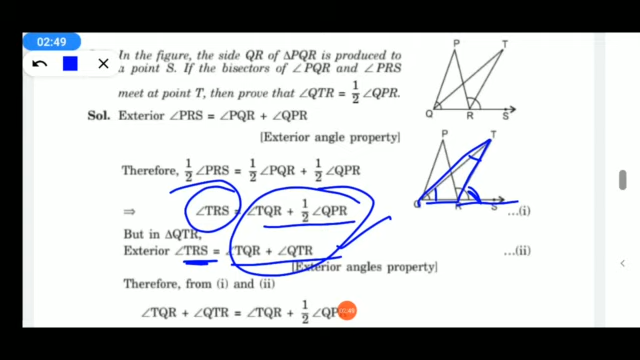 02:49
In the figure, the side QR of ΔPQR is produced to
a point S. If the bisectors of ∠PQR and ∠PRS
meet at point T, then prove that ∠QTR = 1/2 ∠QPR.
P T
Q R S
Sol. Exterior ∠PRS = ∠PQR + ∠QPR
[Exterior angle property]
P T
Therefore, 1/2 ∠PRS = 1/2 ∠PQR + 1/2 ∠QPR
⇒ ∠TRS = ∠TQR + 1/2 ∠QPR ...(i)
Q R S
But in ΔQTR,
Exterior ∠TRS = ∠TQR + ∠QTR ...(ii)
[Exterior angles property]
Therefore, from (i) and (ii)
∠TQR + ∠QTR = ∠TQR + 1/2 ∠QP